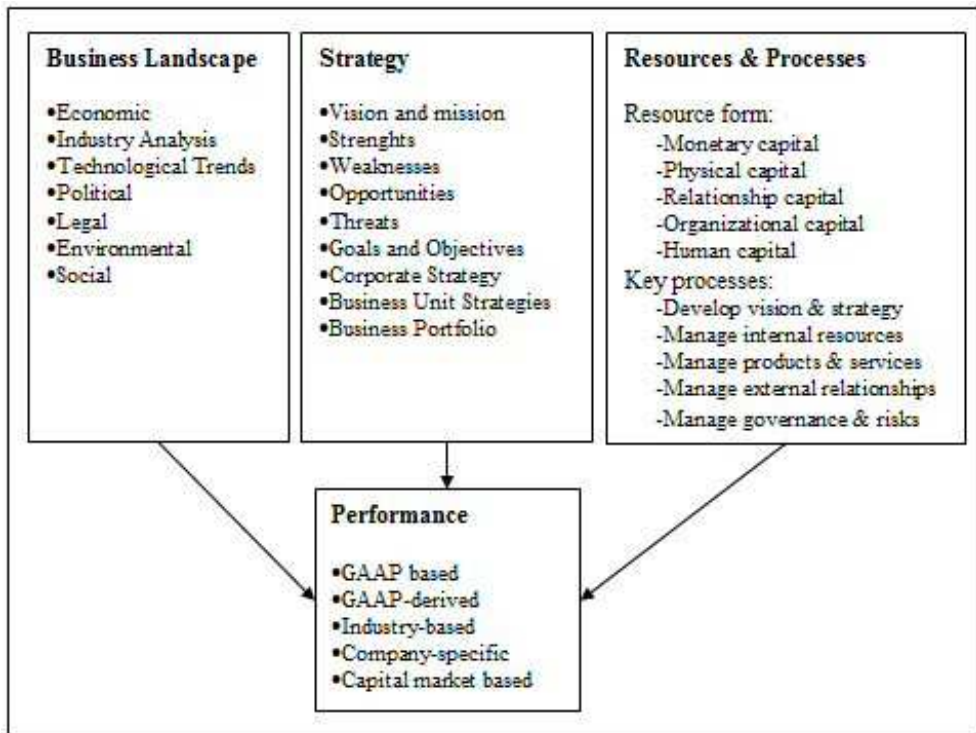 Business Landscape
•Economic
•Industry Analysis
•Technological Trends
•Political
•Legal
•Environmental
•Social
Strategy
•Vision and mission
•Strenghts
•Weaknesses
•Opportunities
•Threats
•Goals and Objectives
•Corporate Strategy
•Business Unit Strategies
•Business Portfolio
Resources & Processes
Resource form:
-Monetary capital
-Physical capital
-Relationship capital
-Organizational capital
-Human capital
Key processes:
-Develop vision & strategy
-Manage internal resources
-Manage products & services
-Manage external relationships
-Manage governance & risks
Performance
•GAAP based
•GAAP-derived
•Industry-based
•Company-specific
•Capital market based